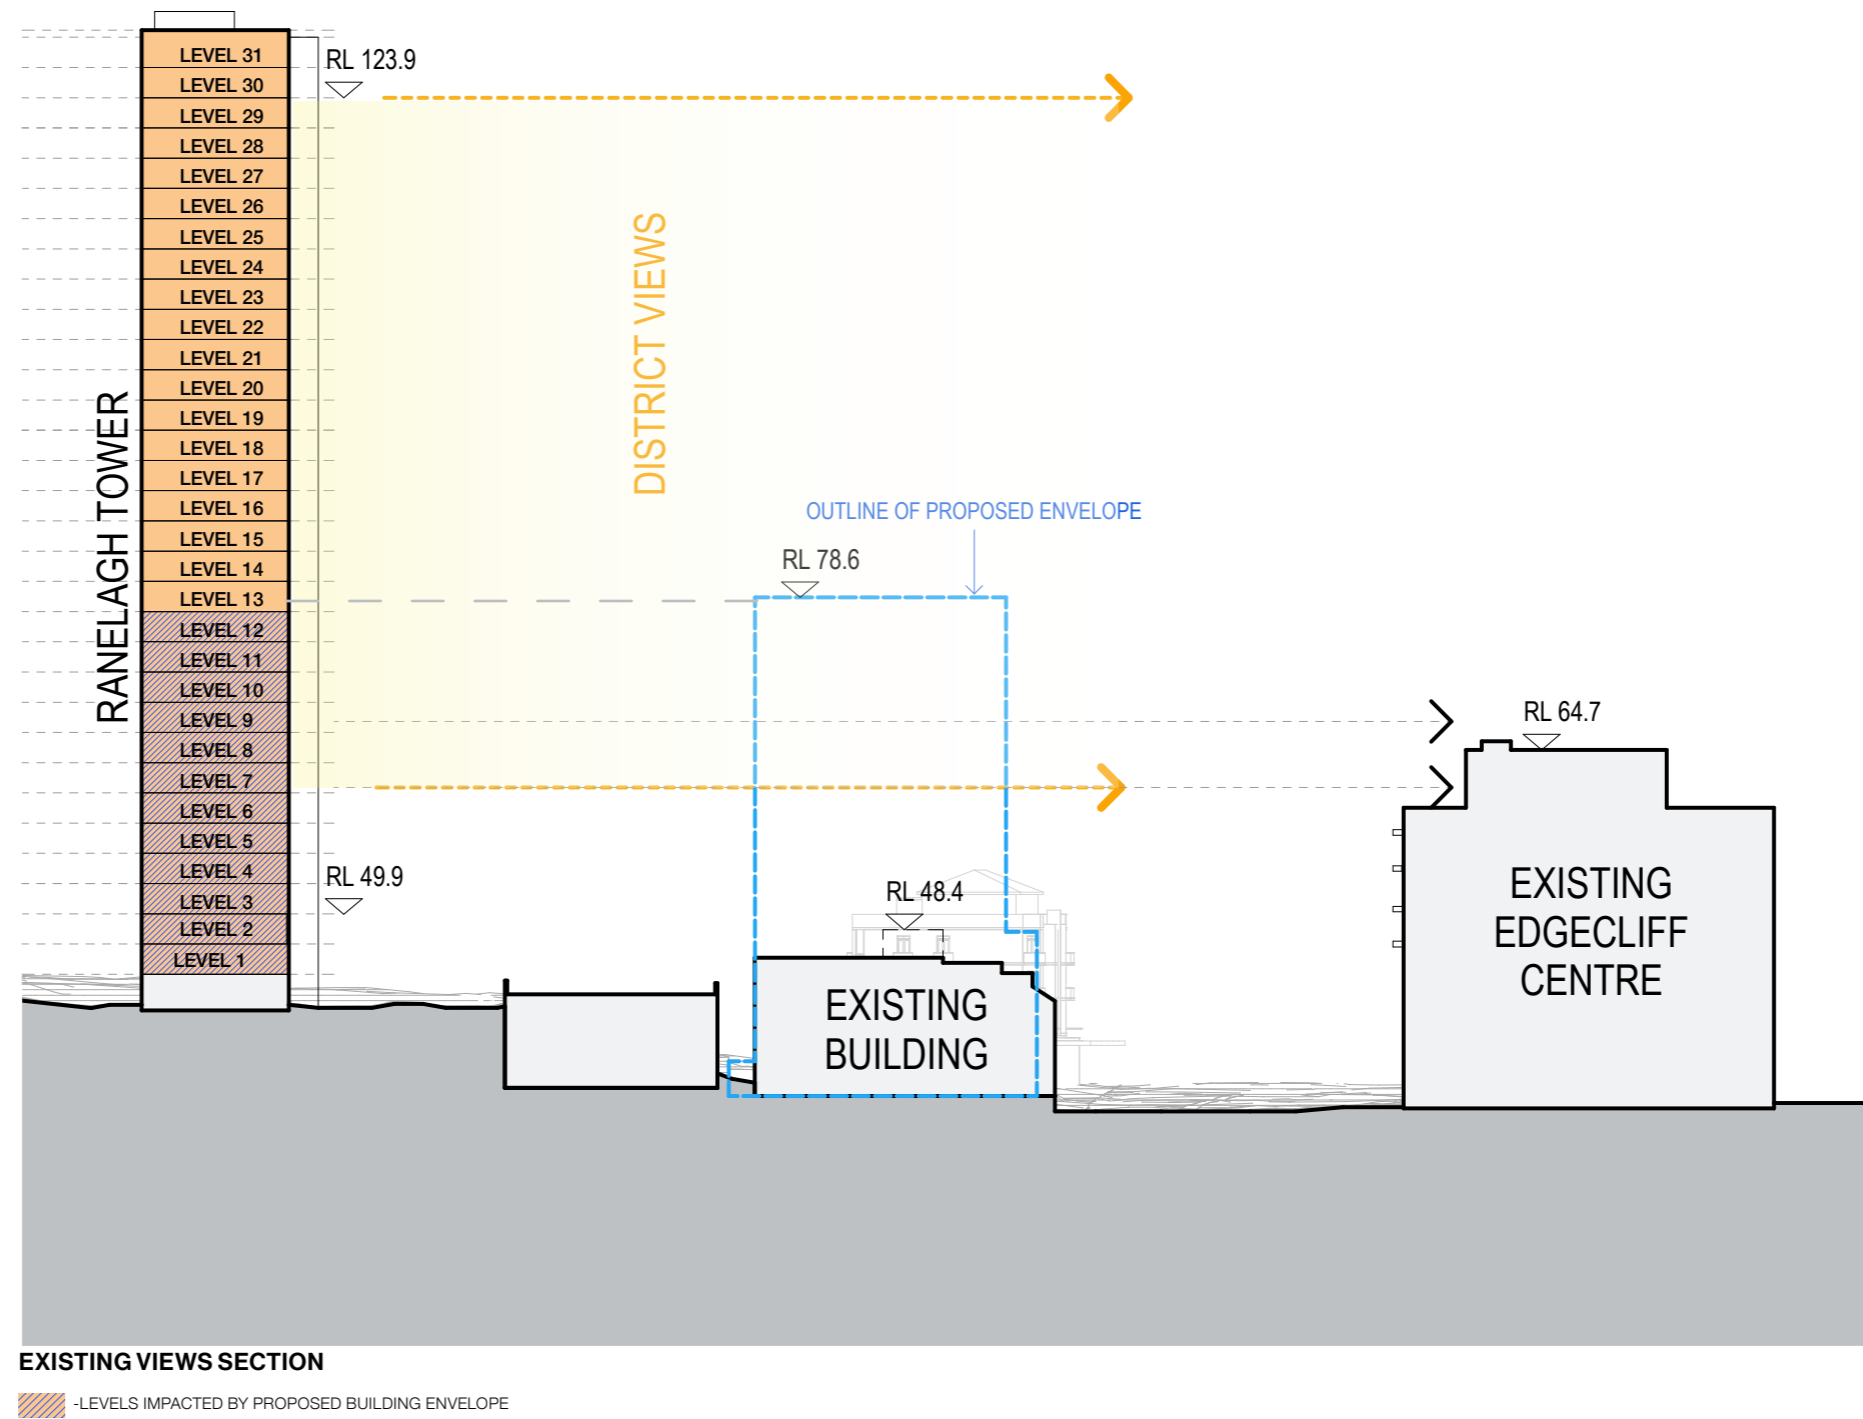 LEVEL 31
LEVEL 30
LEVEL 29
LEVEL 28
LEVEL 27
LEVEL 26
LEVEL 25
LEVEL 24
LEVEL 23
LEVEL 22
LEVEL 21
LEVEL 20
LEVEL 19
LEVEL 18
LEVEL 17
LEVEL 16
LEVEL 15
LEVEL 14
LEVEL 13
LEVEL 12
LEVEL 11
LEVEL 10
LEVEL 9
LEVEL 8
LEVEL 7
LEVEL 6
LEVEL 5
LEVEL 4
LEVEL 3
LEVEL 2
LEVEL 1
RANELAGH TOWER
RL 123.9
RL 49.9
DISTRICT VIEWS
OUTLINE OF PROPOSED ENVELOPE
RL 78.6
RL 48.4
EXISTING
BUILDING
RL 64.7
EXISTING
EDGECLIFF
CENTRE
EXISTING VIEWS SECTION
-LEVELS IMPACTED BY PROPOSED BUILDING ENVELOPE